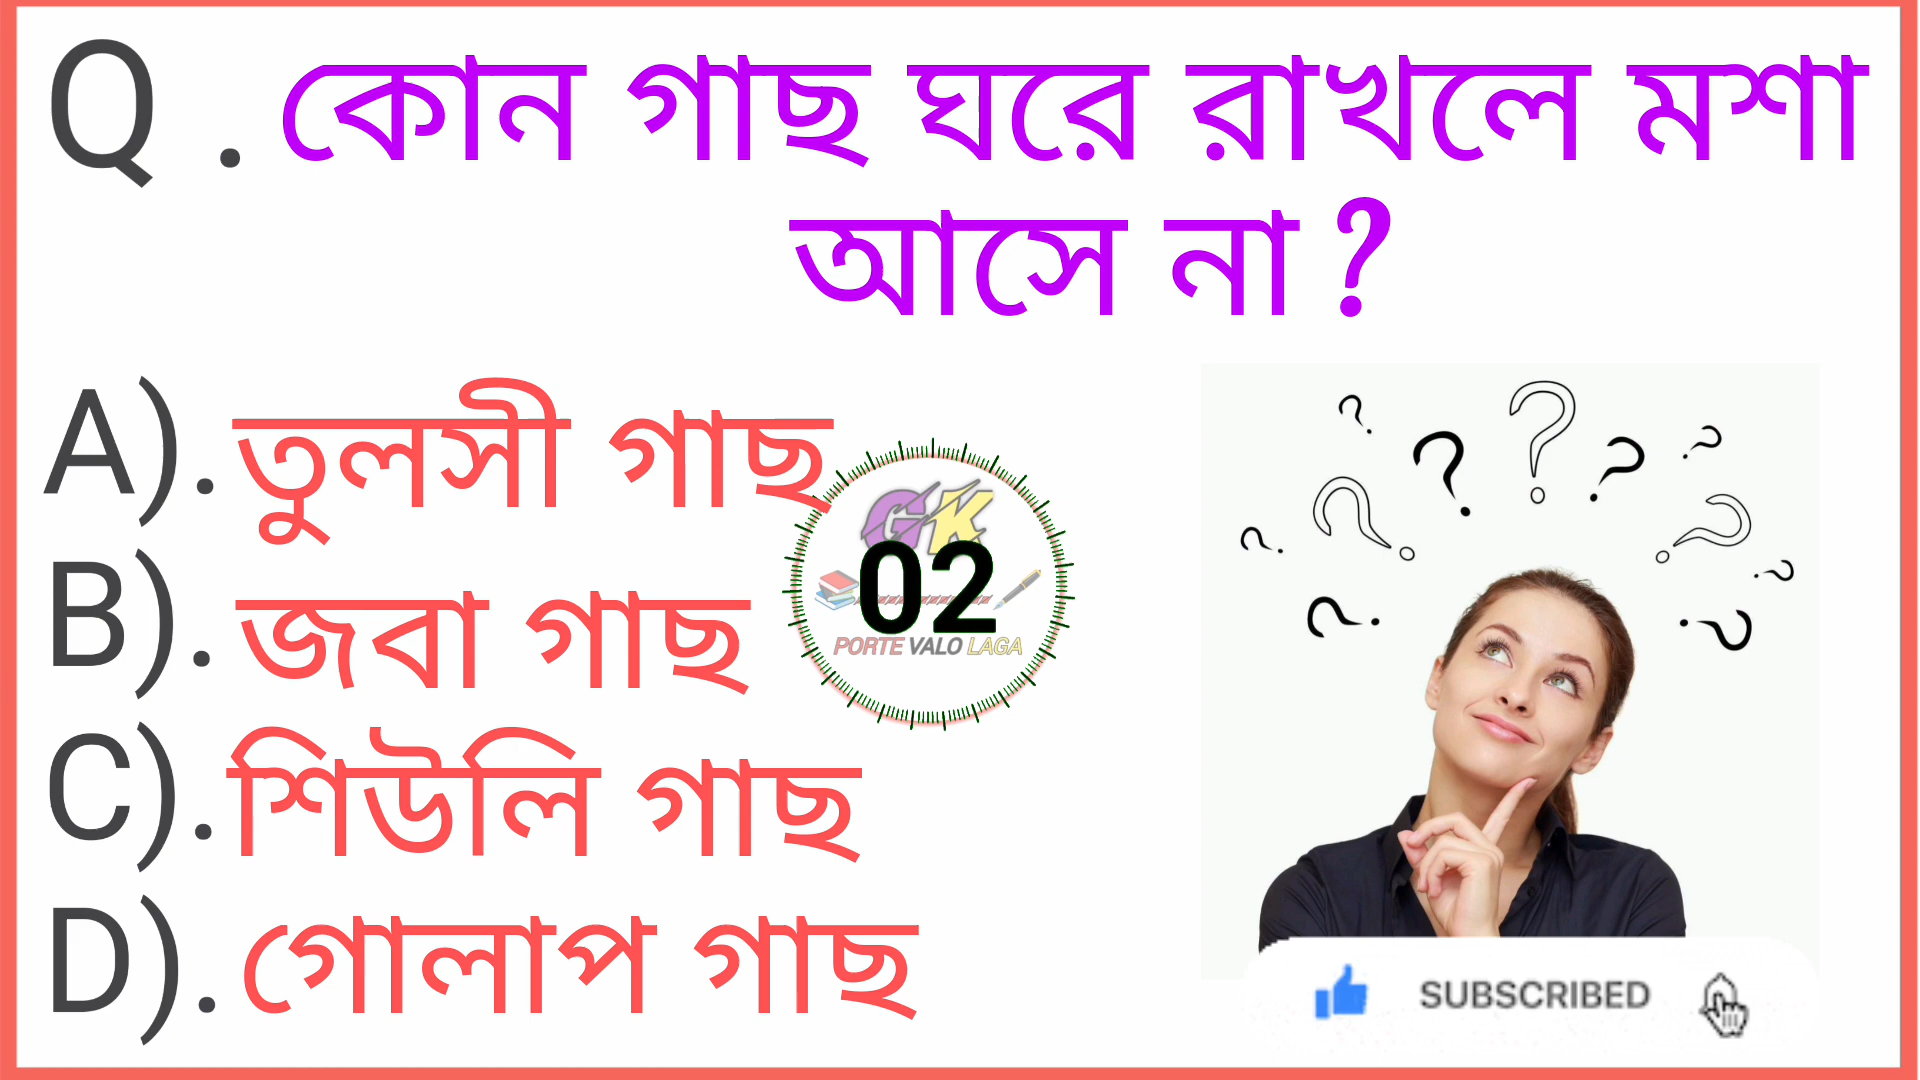 Q . কোন গাছ ঘরে রাখলে মশা
আসে না ?
A). তুলসী গাছ
B). জবা গাছ
C). শিউলি গাছ
D). গোলাপ গাছ
GK
02
PORTE VALO LAGA
SUBSCRIBED